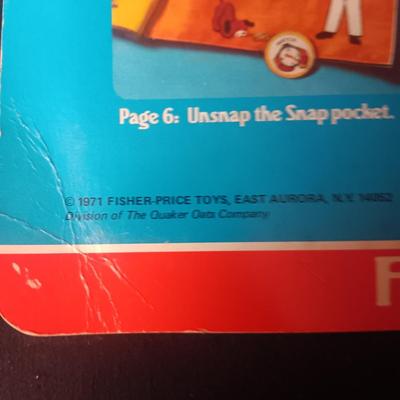 Page 6: Unsnap the Snap pocket.
© 1971 FISHER-PRICE TOYS, EAST AURORA, N.Y. 14052
Division of The Quaker Oats Company
F